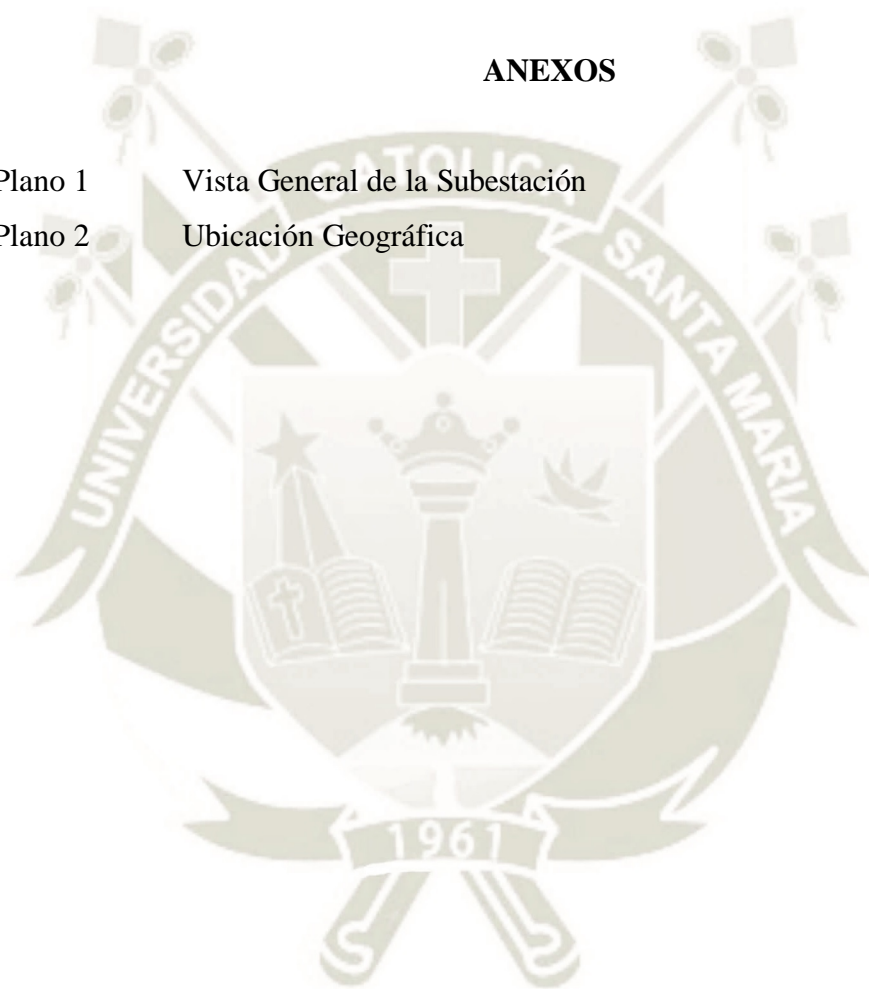 ANEXOS
Plano 1 Vista General de la Subestación
Plano 2 Ubicación Geográfica
UNIVERSIDAD CATOLICA SANTA MARIA
1961